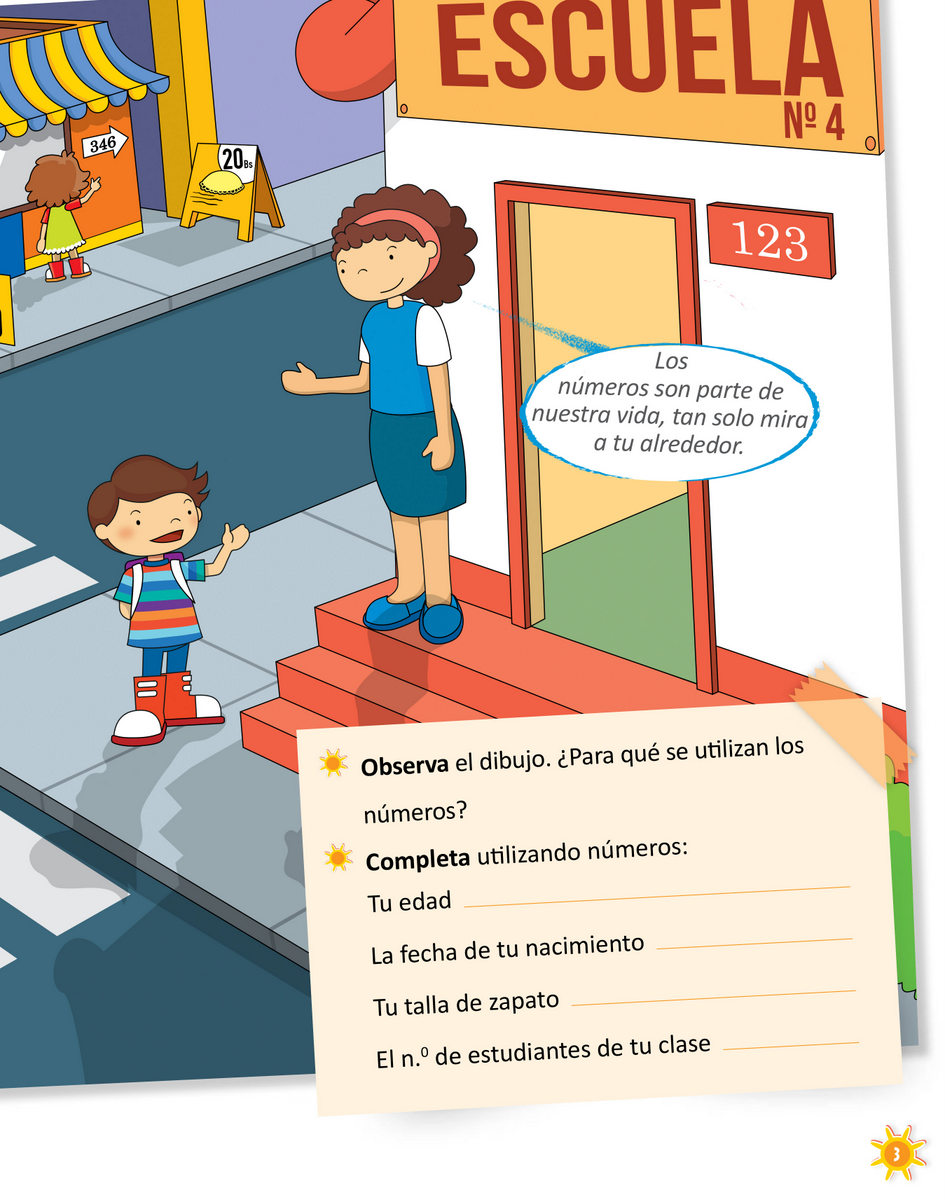 ESCUELA
Nº 4
346
20Bs
123
Los
números son parte de
nuestra vida, tan solo mira
a tu alrededor.
Observa el dibujo. ¿Para qué se utilizan los
números?
Completa utilizando números:
Tu edad
La fecha de tu nacimiento
Tu talla de zapato
El n.º de estudiantes de tu clase
3